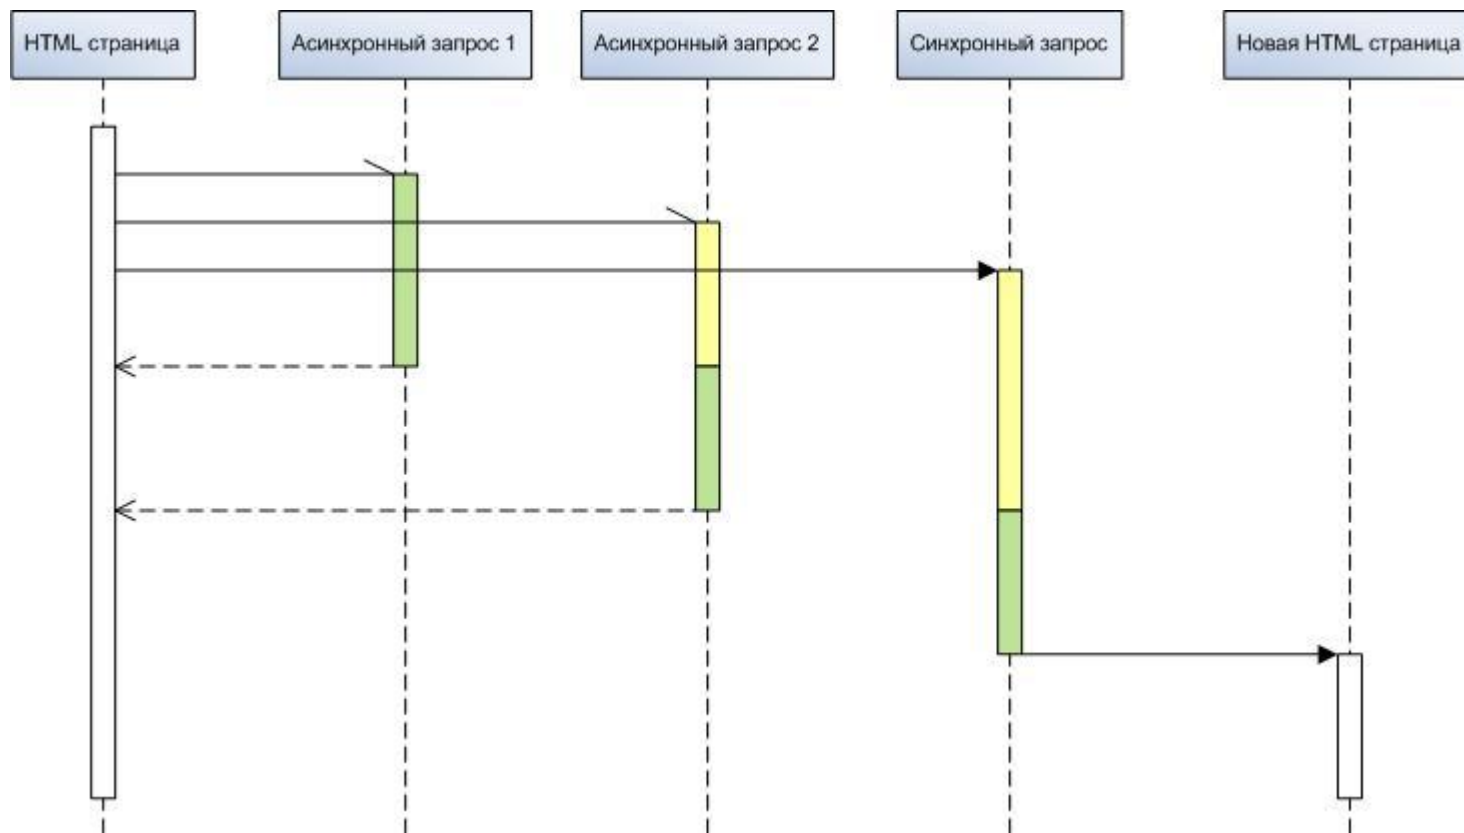 HTML страница
Асинхронный запрос 1
Асинхронный запрос 2
Синхронный запрос
Новая HTML страница